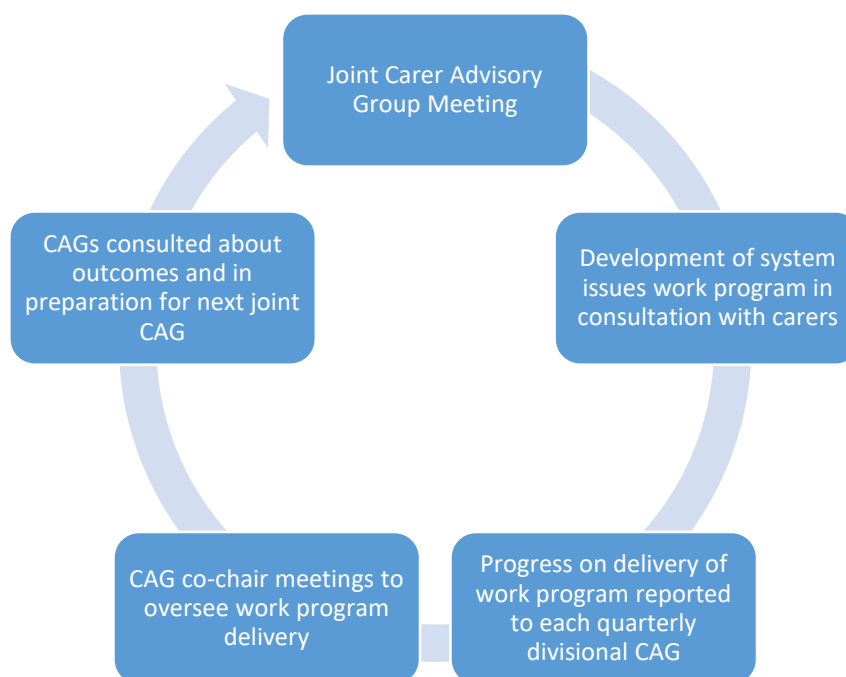 Joint Carer Advisory
Group Meeting
Development of system
issues work program in
consultation with carers
Progress on delivery of
work program reported
to each quarterly
divisional CAG
CAG co-chair meetings to
oversee work program
delivery
CAGs consulted about
outcomes and in
preparation for next joint
CAG